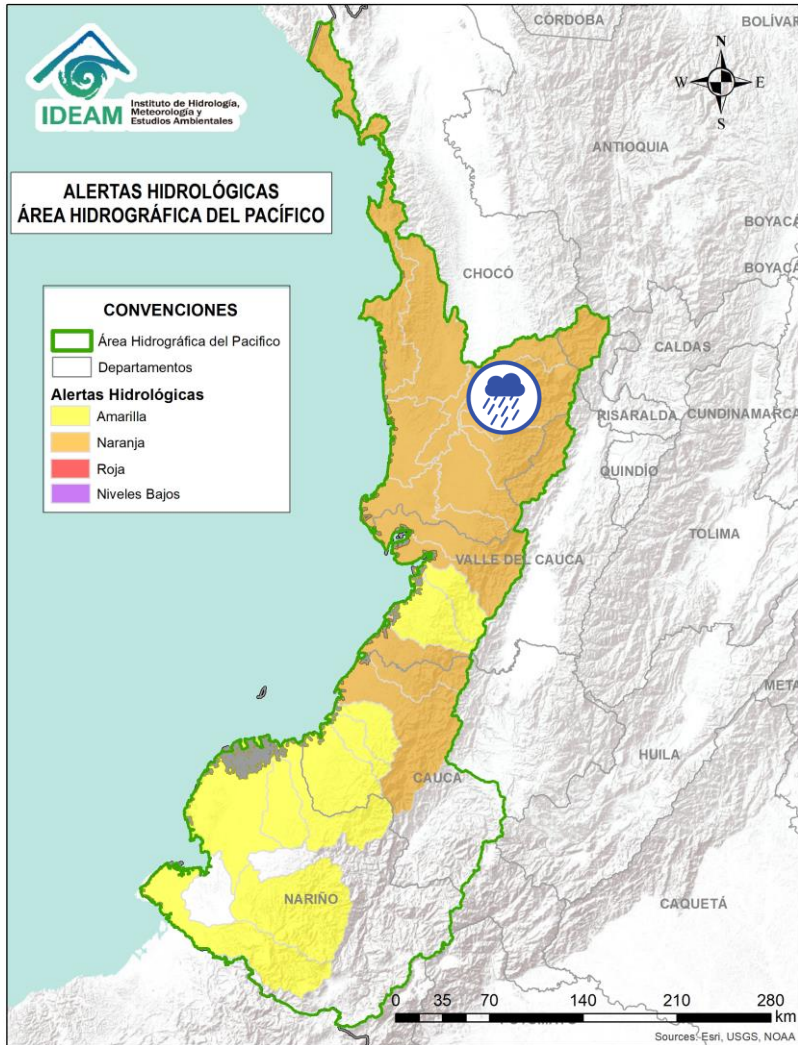 CÓRDOBA
BOLÍVAR
N
W
E
S
IDEAM
Instituto de Hidrología,
Meteorología y
Estudios Ambientales
ANTIOQUIA
ALERTAS HIDROLÓGICAS
ÁREA HIDROGRÁFICA DEL PACÍFICO
BOYACÁ
BOYACÁ
CHOCÓ
CONVENCIONES
Área Hidrográfica del Pacifico
Departamentos
Alertas Hidrológicas
Amarilla
Naranja
Roja
Niveles Bajos
CALDAS
RISARALDA
CUNDINAMARCA
QUINDÍO
TOLIMA
VALLE DEL CAUCA
META
HUILA
CAUCA
NARIÑO
CAQUETÁ
0 35 70 140 210 280
km
Sources: Esri, USGS, NOAA